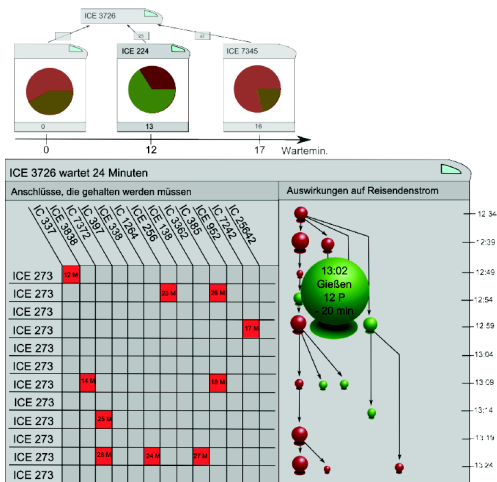 ICE 3726
ICE 224
ICE 7345
0
13
16
0
12
17
Wartemin.
ICE 3726 wartet 24 Minuten
Anschlüsse, die gehalten werden müssen
Auswirkungen auf Reisendenstrom
IC 337
ICE 3838
IC 7372
IC 397
ICE 338
IC 1264
ICE 256
ICE 138
IC 3362
IC 385
ICE 952
IC 7242
IC 25642
ICE 273
12 M
ICE 273
23 M
29 M
ICE 273
ICE 273
17 M
ICE 273
ICE 273
ICE 273
14 M
18 M
ICE 273
ICE 273
25 M
ICE 273
ICE 273
28 M
24 M
27 M
ICE 273
13:02
Gießen
12 P
- 20 min
12:34
12:39
12:49
12:54
12:59
13:04
13:09
13:14
13:19
13:24